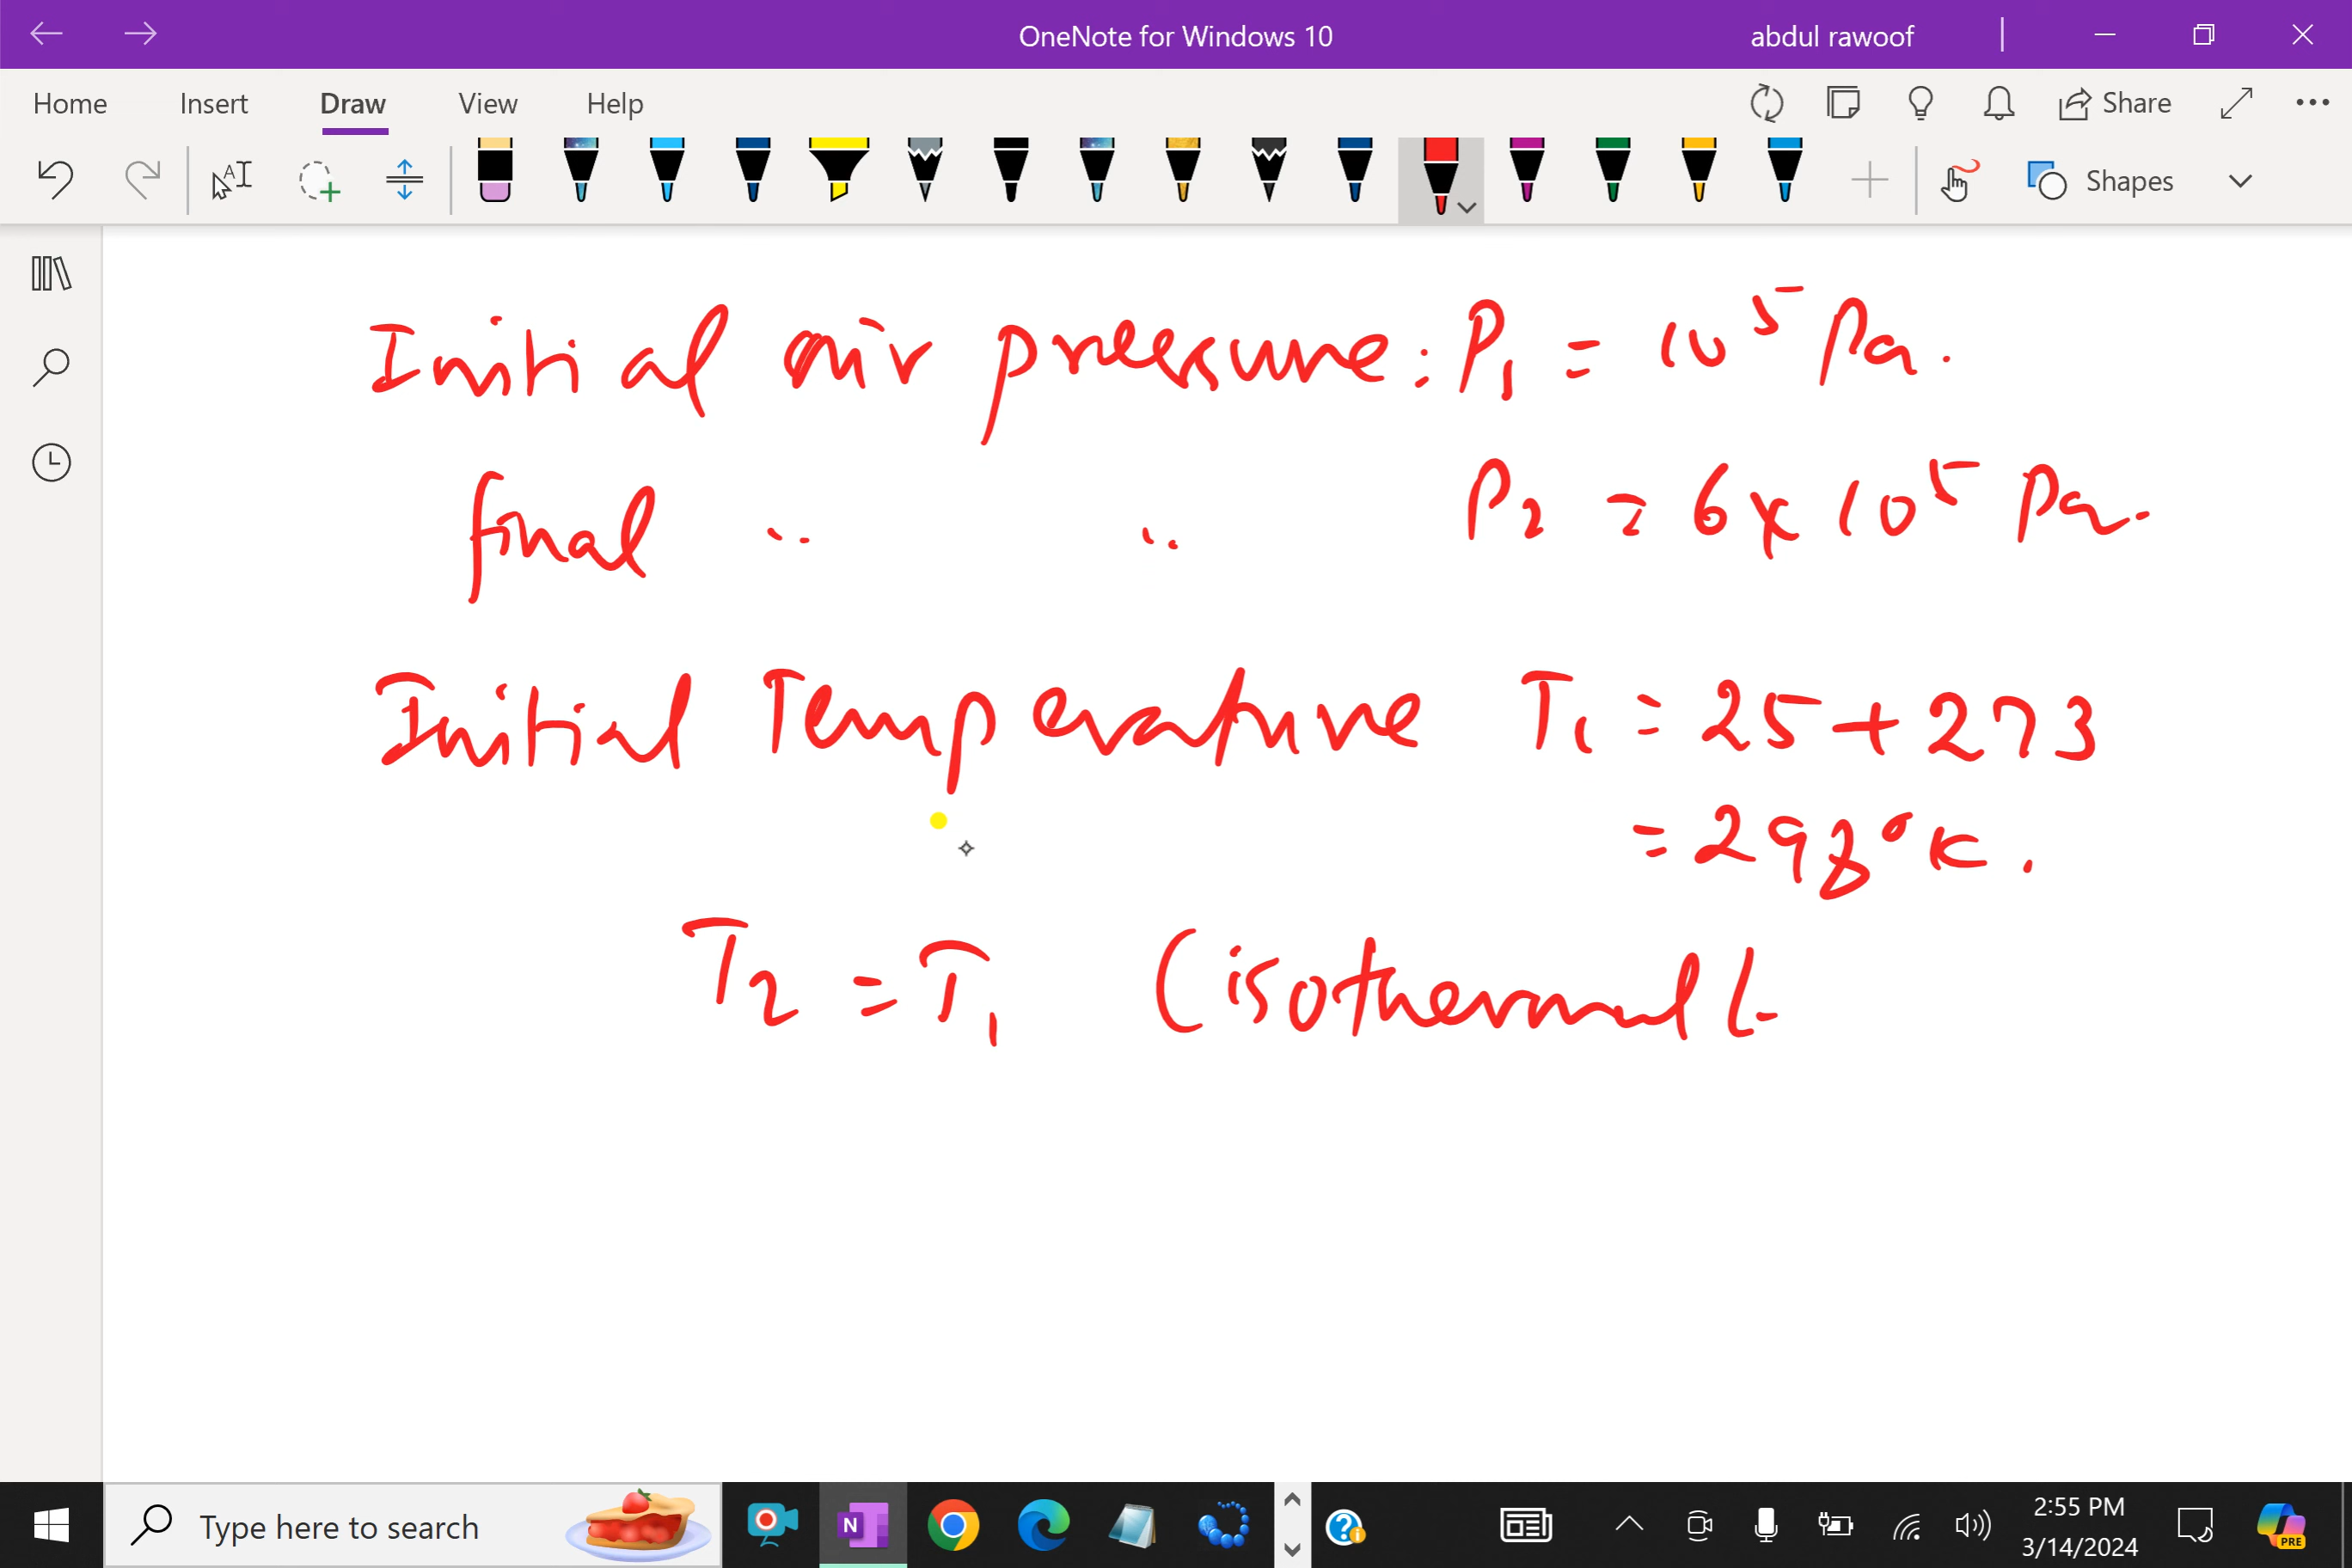 OneNote for Windows 10
abdul rawoof
Home Insert Draw View Help Share
Shapes
Initial air pressure : P₁ = 10⁵ Pa.
final " " P₂ = 6 x 10⁵ Pa.
Initial Temperature T₁ = 25 + 273
= 298°K.
T₂ = T₁ (isothermal
Type here to search
N
PRE
2:55 PM
3/14/2024